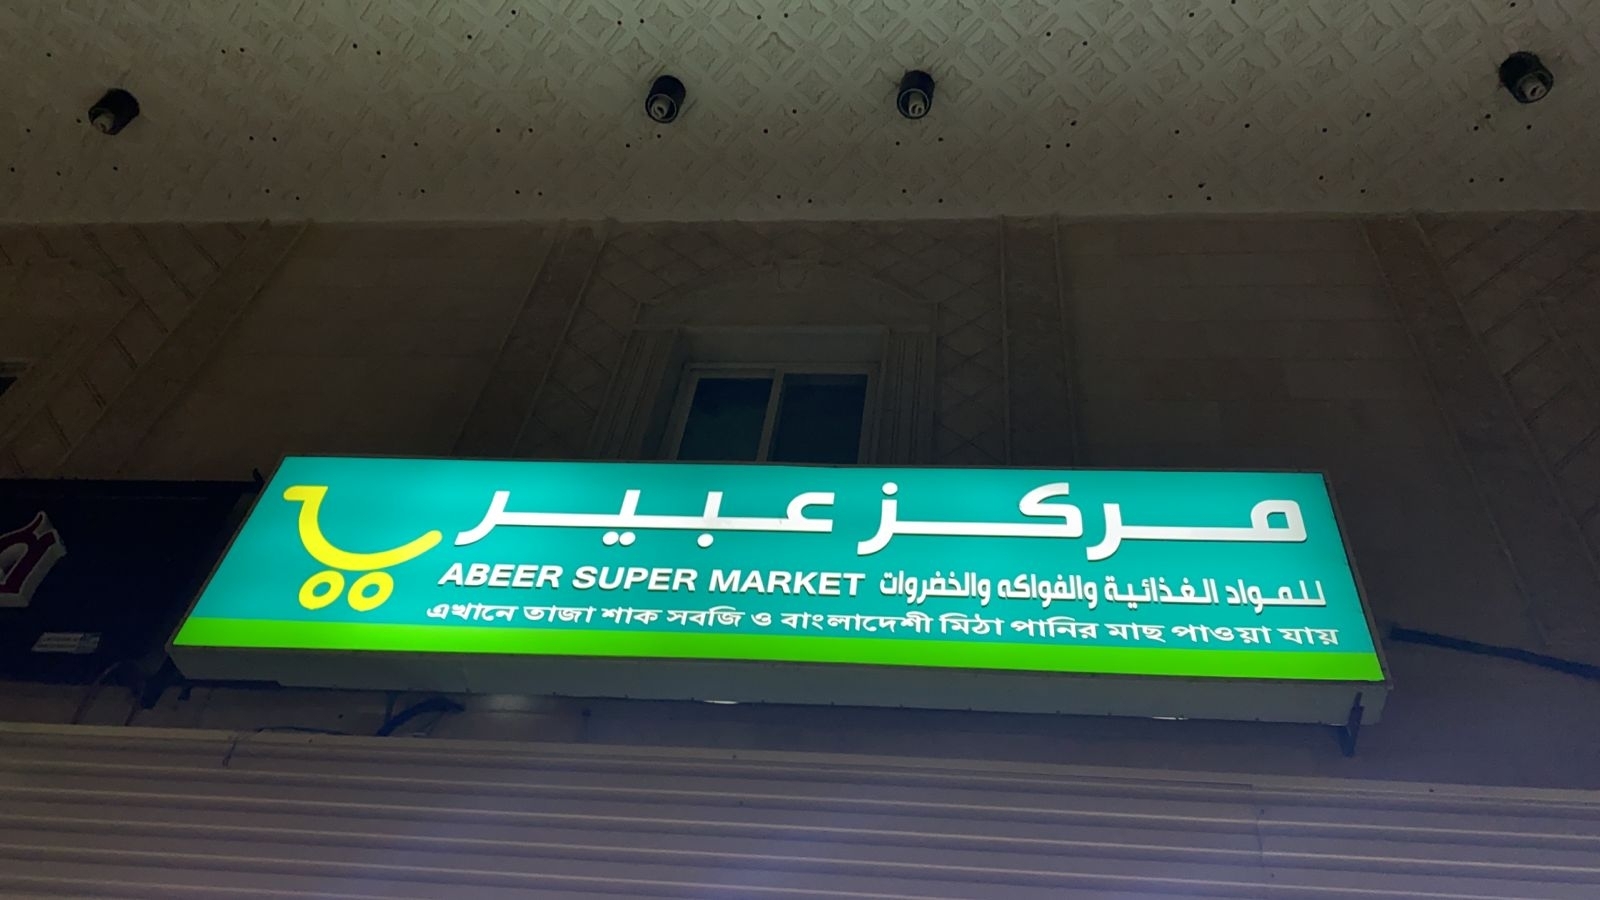 مركز عبير
ABEER SUPER MARKET للمواد الغذائية والفواكه والخضروات
এখানে তাজা শাক সবজি ও বাংলাদেশী মিঠা পানির মাছ পাওয়া যায়